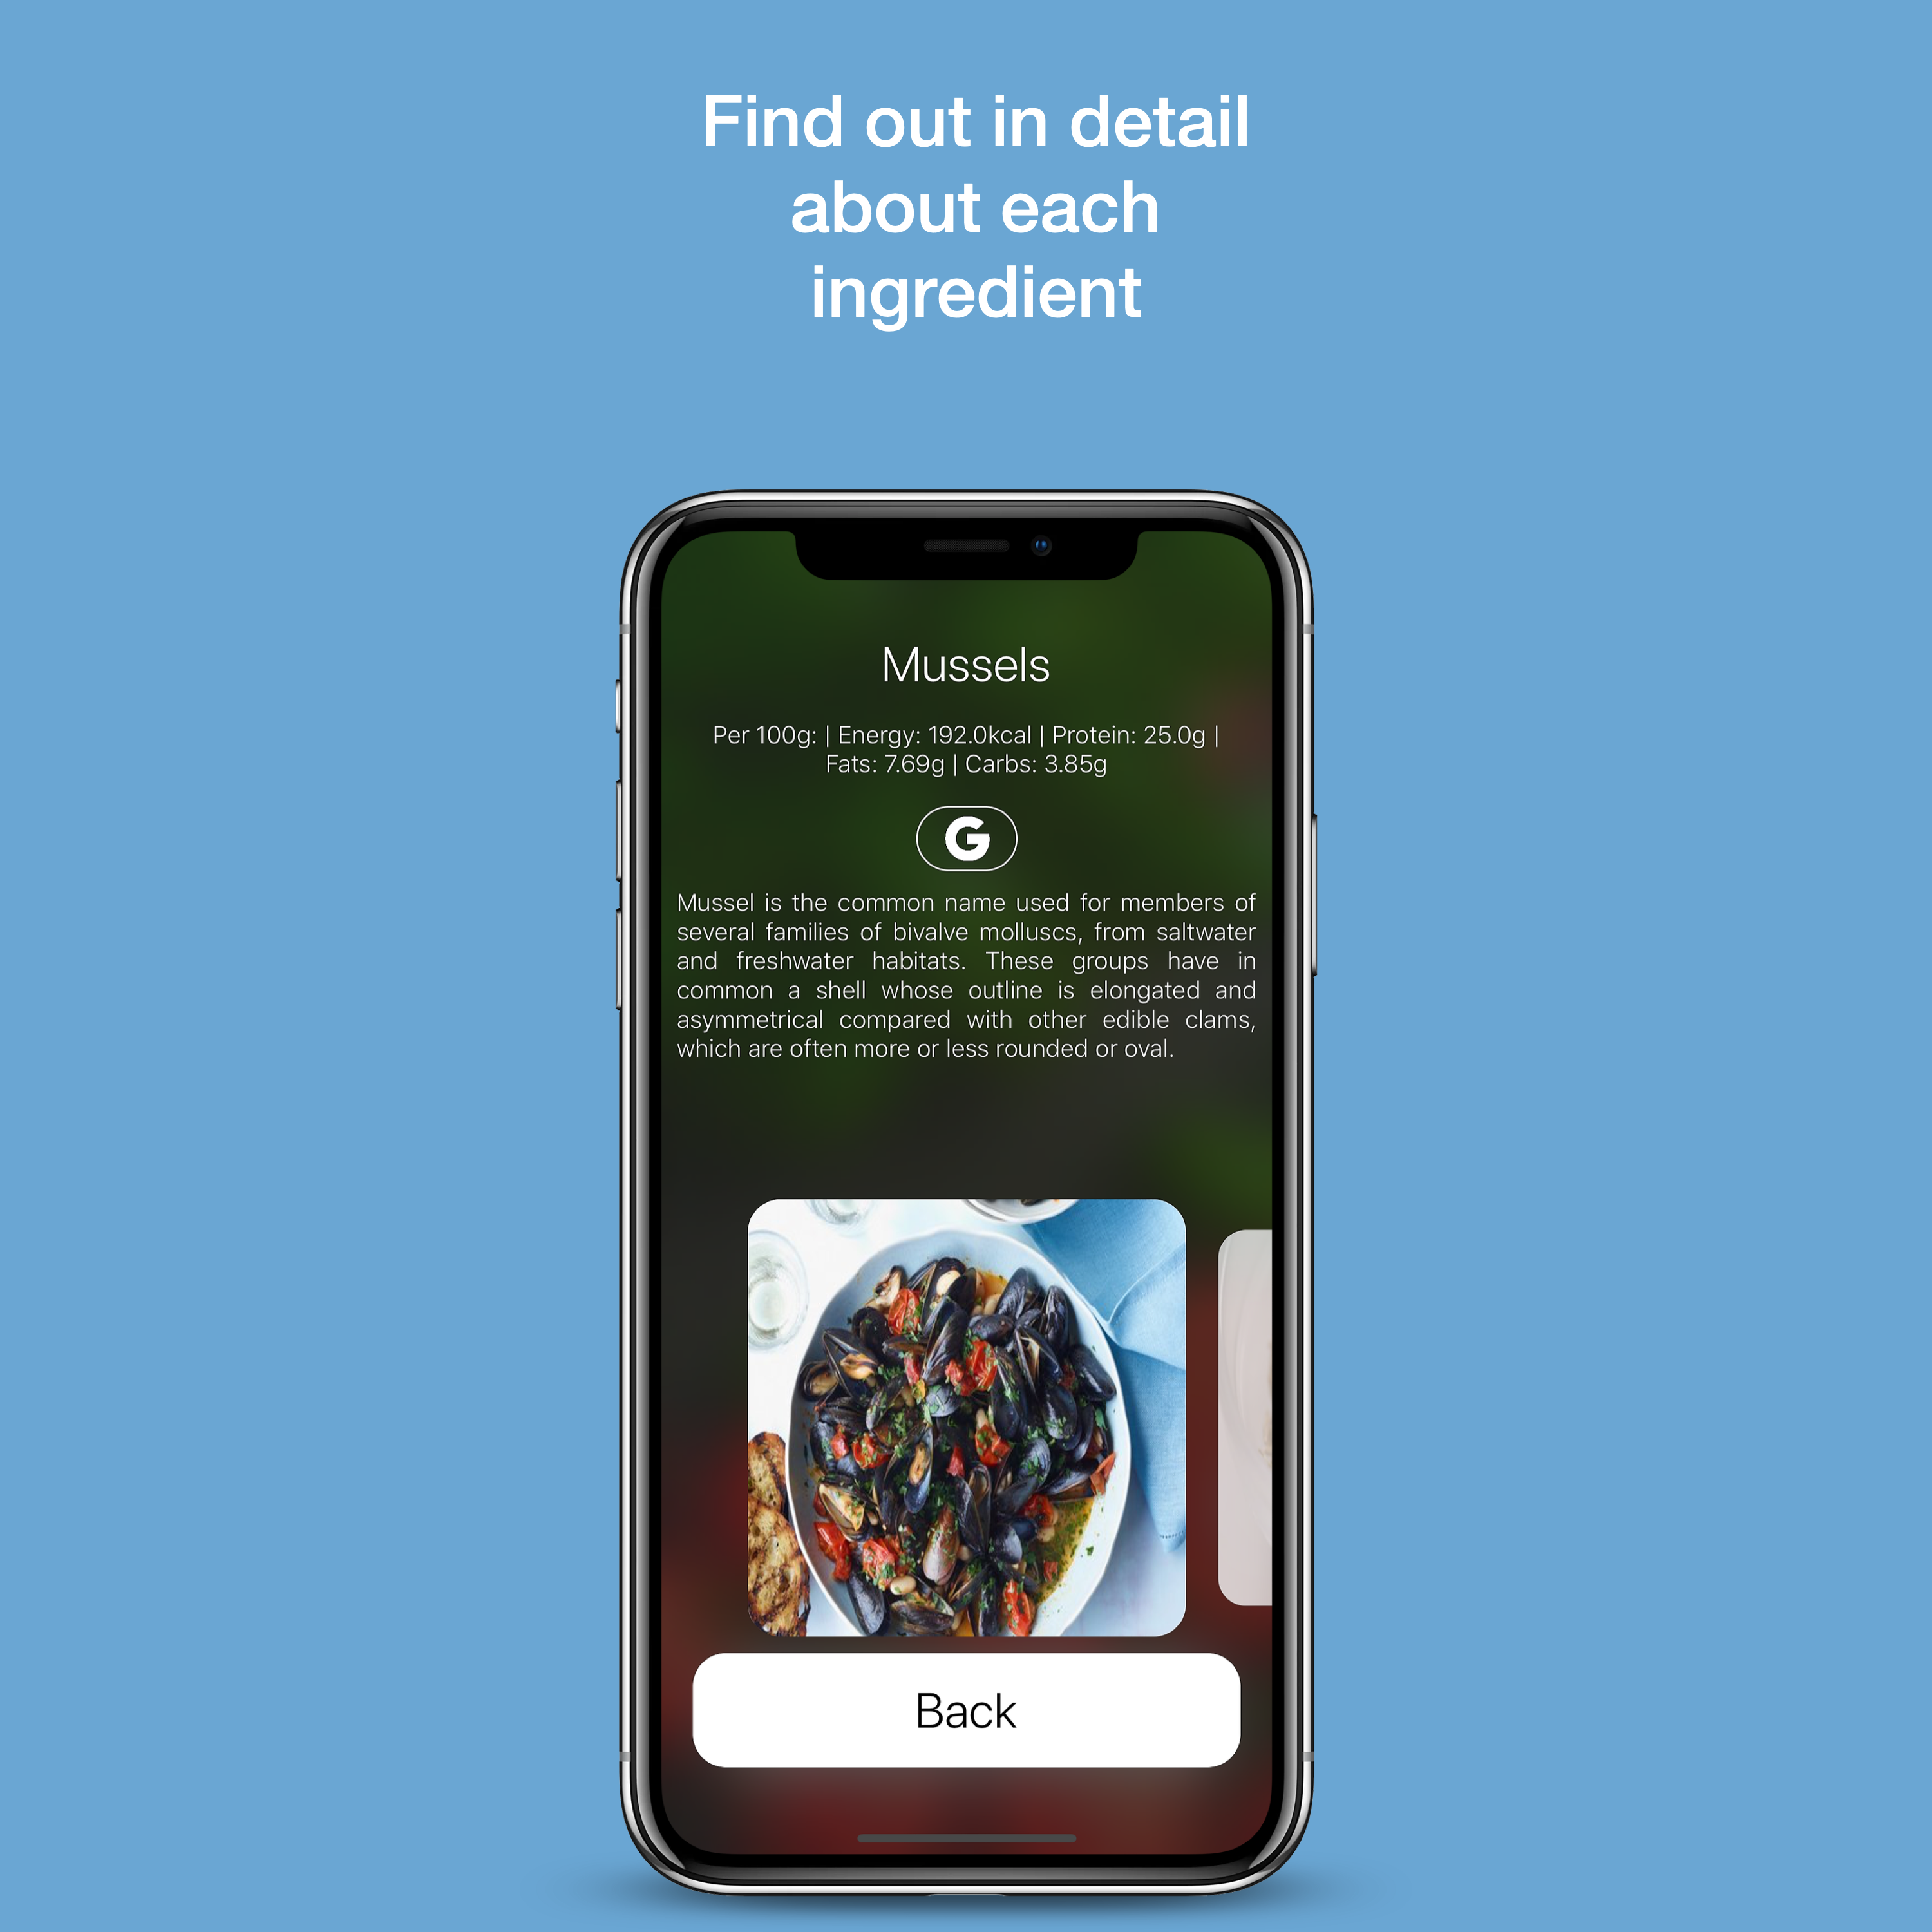 Find out in detail
about each
ingredient
Mussels
Per 100g: | Energy: 192.0kcal | Protein: 25.0g |
Fats: 7.69g | Carbs: 3.85g
G
Mussel is the common name used for members of
several families of bivalve molluscs, from saltwater
and freshwater habitats. These groups have in
common a shell whose outline is elongated and
asymmetrical compared with other edible clams,
which are often more or less rounded or oval.
Back